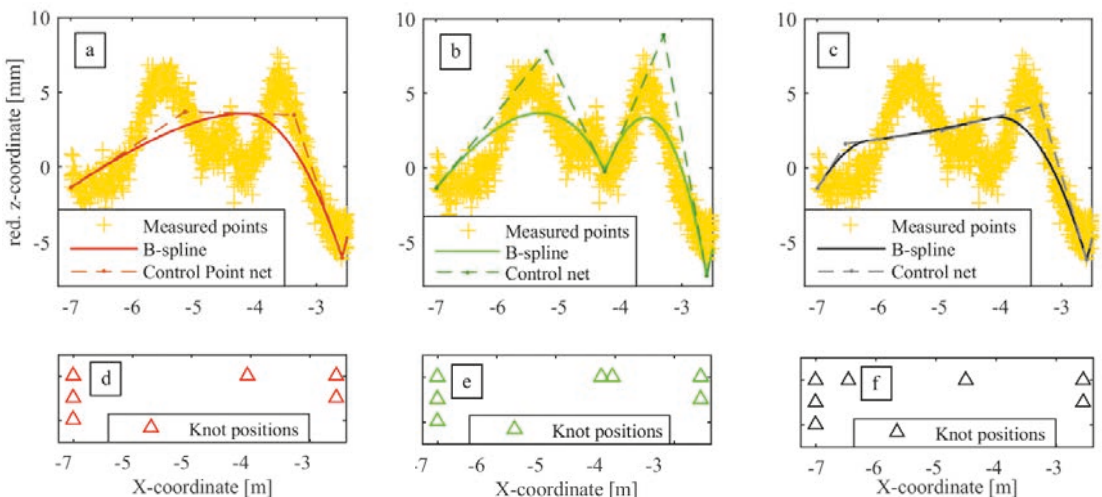 a
10
5
0
-5
red. z-coordinate [mm]
Measured points
B-spline
Control Point net
-7 -6 -5 -4 -3
b
10
5
0
-5
Measured points
B-spline
Control net
-7 -6 -5 -4 -3
c
10
5
0
-5
Measured points
B-spline
Control net
-7 -6 -5 -4 -3
d
Knot positions
-7 -6 -5 -4 -3
X-coordinate [m]
e
Knot positions
-7 -6 -5 -4 -3
X-coordinate [m]
f
Knot positions
-7 -6 -5 -4 -3
X-coordinate [m]